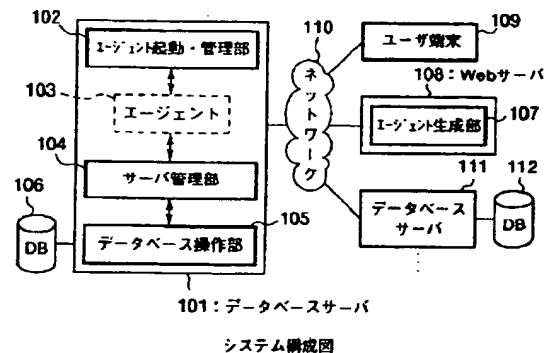 102
エージェント起動・管理部
103
エージェント
104
サーバ管理部
106
105
DB
データベース操作部
101：データベースサーバ
110
ネットワーク
109
ユーザ端末
108：Webサーバ
107
エージェント生成部
111
112
データベース
サーバ
DB
システム構成図